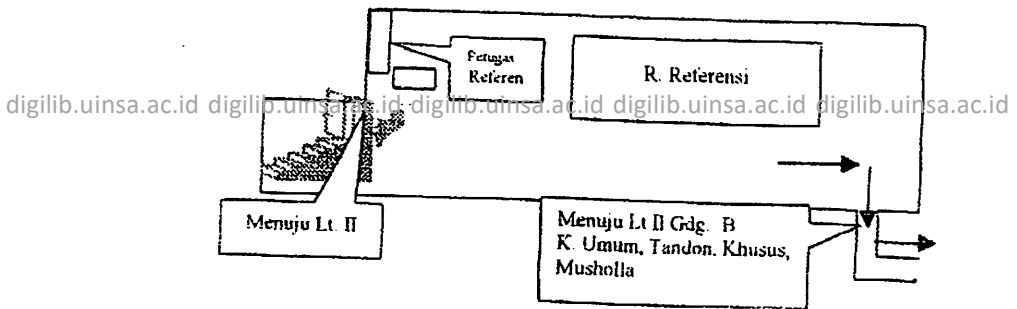 Petugas
Referen
R. Referensi
digilib.uinsa.ac.id digilib.uinsa.ac.id digilib.uinsa.ac.id digilib.uinsa.ac.id digilib.uinsa.ac.id
Menuju Lt. II
Menuju Lt II Gdg. B
K. Umum, Tandon, Khusus,
Musholla